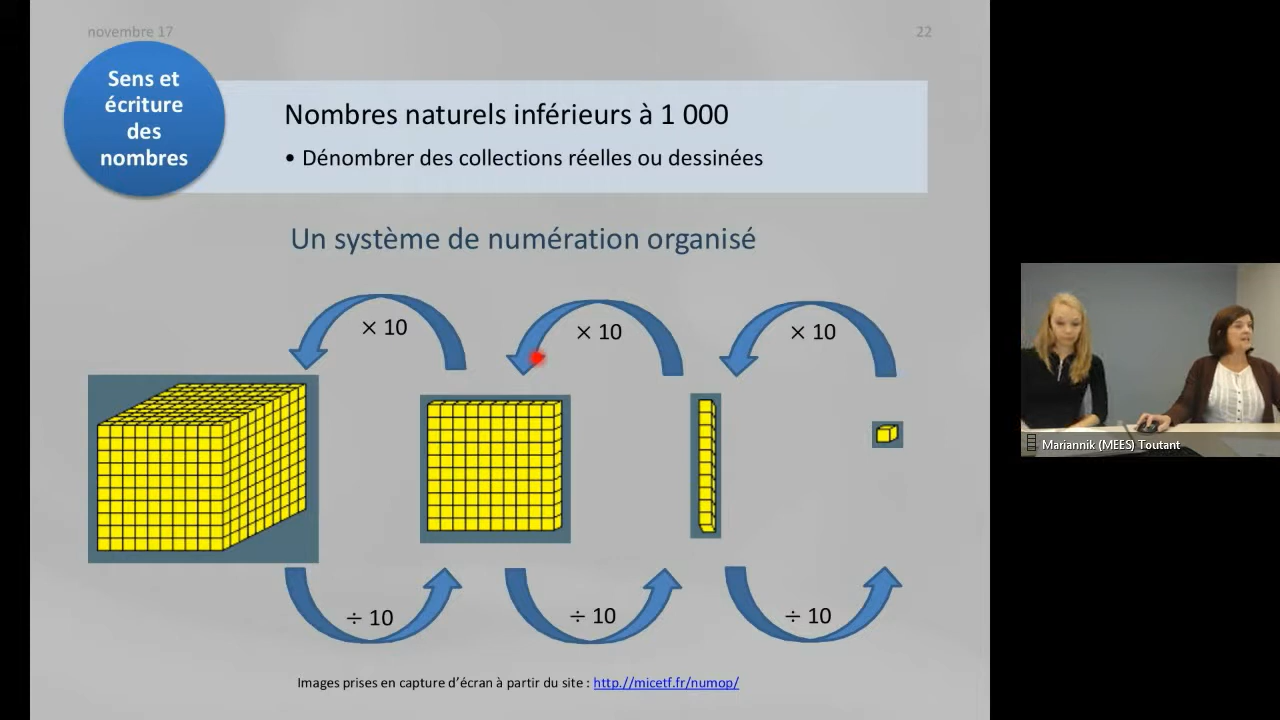 novembre 17
22
Sens et
écriture
des
nombres
Nombres naturels inférieurs à 1 000
• Dénombrer des collections réelles ou dessinées
Un système de numération organisé
× 10
× 10
× 10
÷ 10
÷ 10
÷ 10
Images prises en capture d'écran à partir du site : http.//micetf.fr/numop/
Mariannik (MEES) Toutant